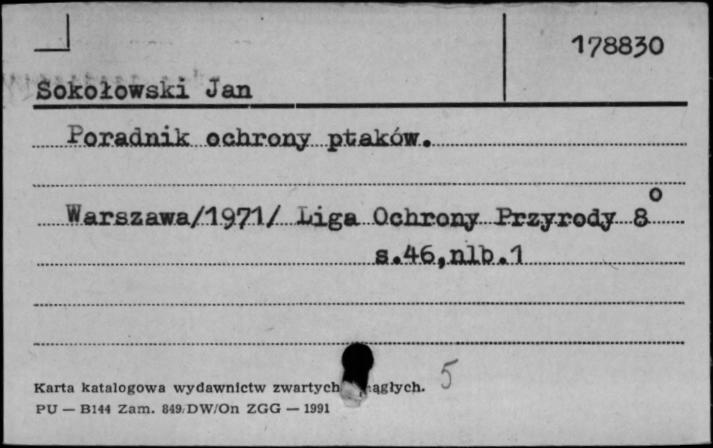 178830
Sokołowski Jan
Poradnik ochrony ptaków.
Warszawa/1971/ Liga Ochrony Przyrody 8°
s.46,nlb.1
5
Karta katalogowa wydawnictw zwartych
PU — B144 Zam. 849/DW/On ZGG — 1991